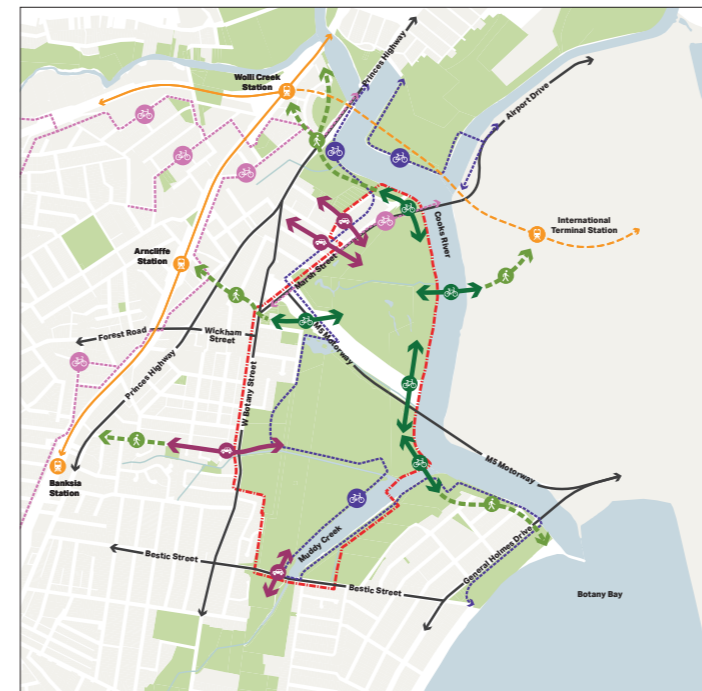 Princes Highway
Wolli Creek
Station
Airport Drive
Cooks River
International
Terminal Station
Arncliffe
Station
Marsh Street
Forest Road
Wickham
Street
M5 Motorway
Princes Highway
W Botany Street
Banksia
Station
M5 Motorway
Muddy Creek
Bestic Street
Bestic Street
General Holmes Drive
Botany Bay